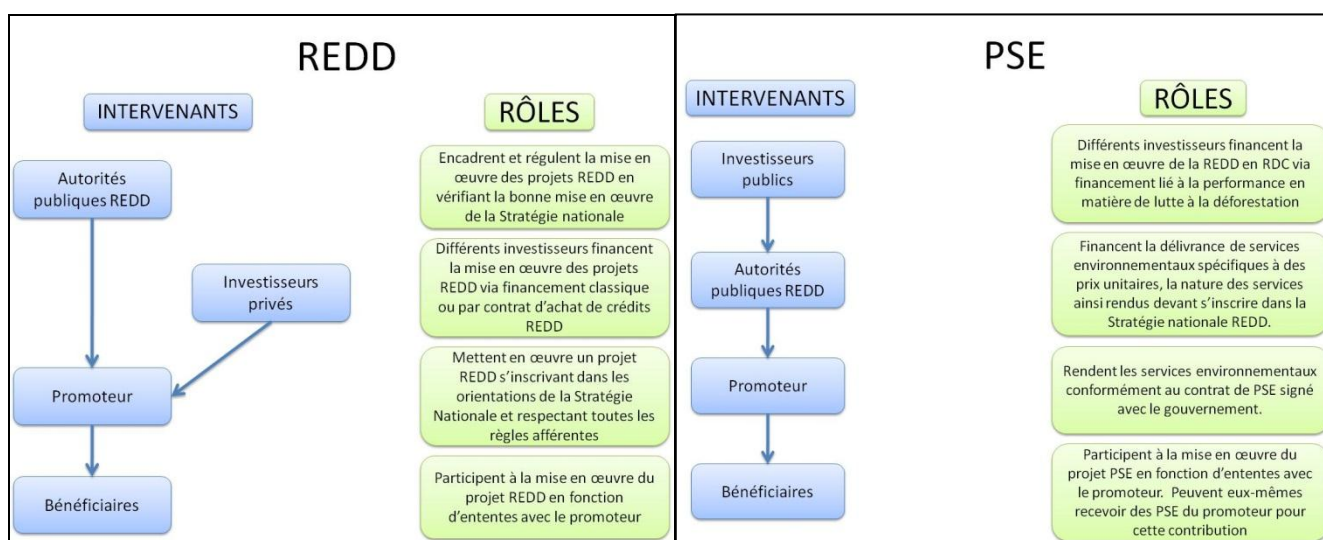 REDD
INTERVENANTS
RÔLES
Autorités
publiques REDD
Encadrent et régulent la mise en
œuvre des projets REDD en
vérifiant la bonne mise en œuvre
de la Stratégie nationale
Investisseurs
privés
Différents investisseurs financent
la mise en œuvre des projets
REDD via financement classique
ou par contrat d’achat de crédits
REDD
Promoteur
Mettent en œuvre un projet
REDD s’inscrivant dans les
orientations de la Stratégie
Nationale et respectant toutes les
règles afférentes
Bénéficiaires
Participent à la mise en œuvre du
projet REDD en fonction
d’ententes avec le promoteur
PSE
INTERVENANTS
RÔLES
Investisseurs
publics
Différents investisseurs financent la
mise en œuvre de la REDD en RDC via
financement lié à la performance en
matière de lutte à la déforestation
Autorités
publiques REDD
Financent la délivrance de services
environnementaux spécifiques à des
prix unitaires, la nature des services
ainsi rendus devant s’inscrire dans la
Stratégie nationale REDD.
Promoteur
Rendent les services environnementaux
conformément au contrat de PSE signé
avec le gouvernement.
Bénéficiaires
Participent à la mise en œuvre du
projet PSE en fonction d’ententes avec
le promoteur. Peuvent eux-mêmes
recevoir des PSE du promoteur pour
cette contribution